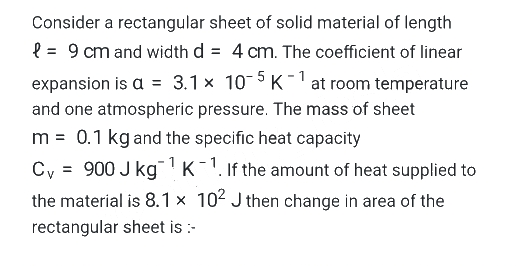 Consider a rectangular sheet of solid material of length
ℓ = 9 cm and width d = 4 cm. The coefficient of linear
expansion is α = 3.1 × 10⁻⁵ K⁻¹ at room temperature
and one atmospheric pressure. The mass of sheet
m = 0.1 kg and the specific heat capacity
Cᵥ = 900 J kg⁻¹ K⁻¹. If the amount of heat supplied to
the material is 8.1 × 10² J then change in area of the
rectangular sheet is :-